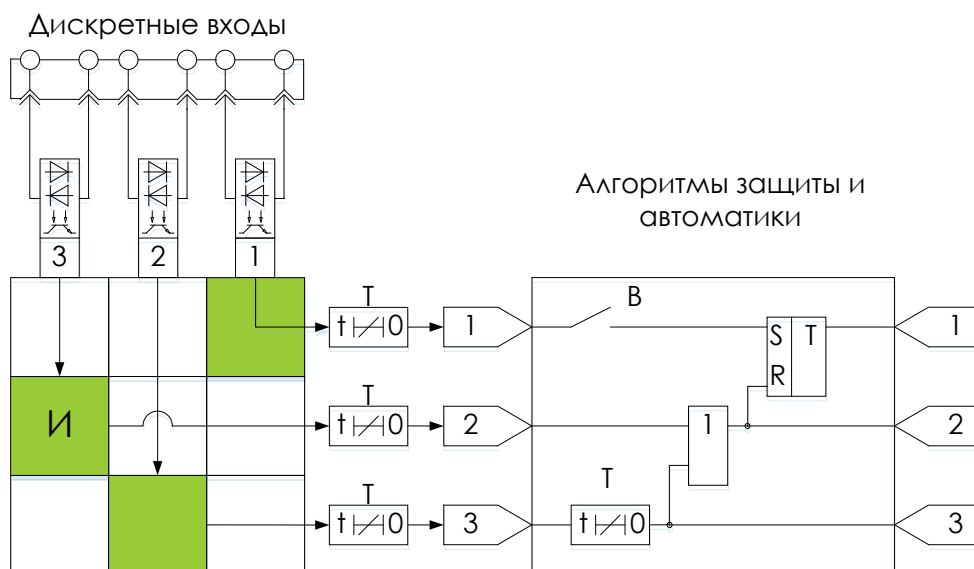 Дискретные входы
Алгоритмы защиты и
автоматики
3 2 1
T
t 0
1
B
S T
R
1
И
T
t 0
2
1
2
T
T
t 0
3
t 0
3